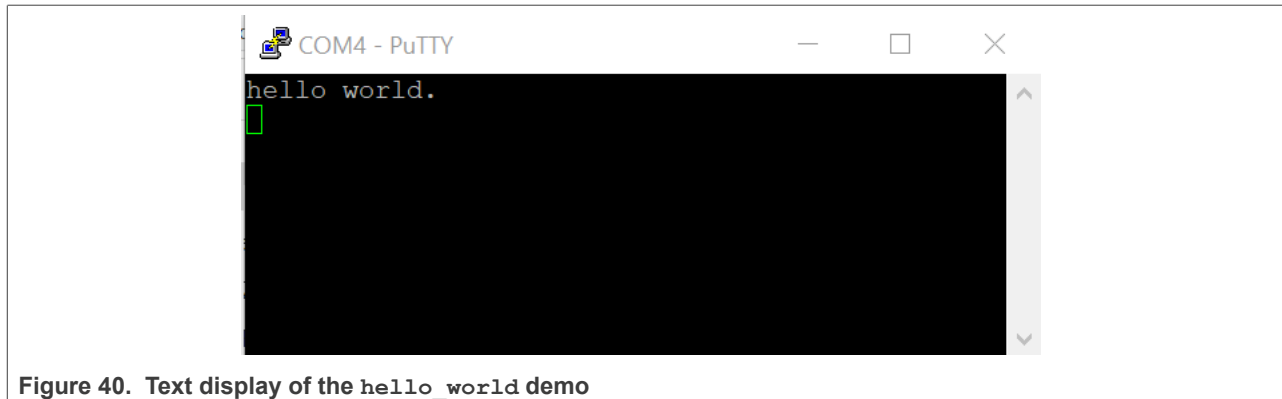 COM4 - PuTTY
hello world.
Figure 40. Text display of the hello_world demo